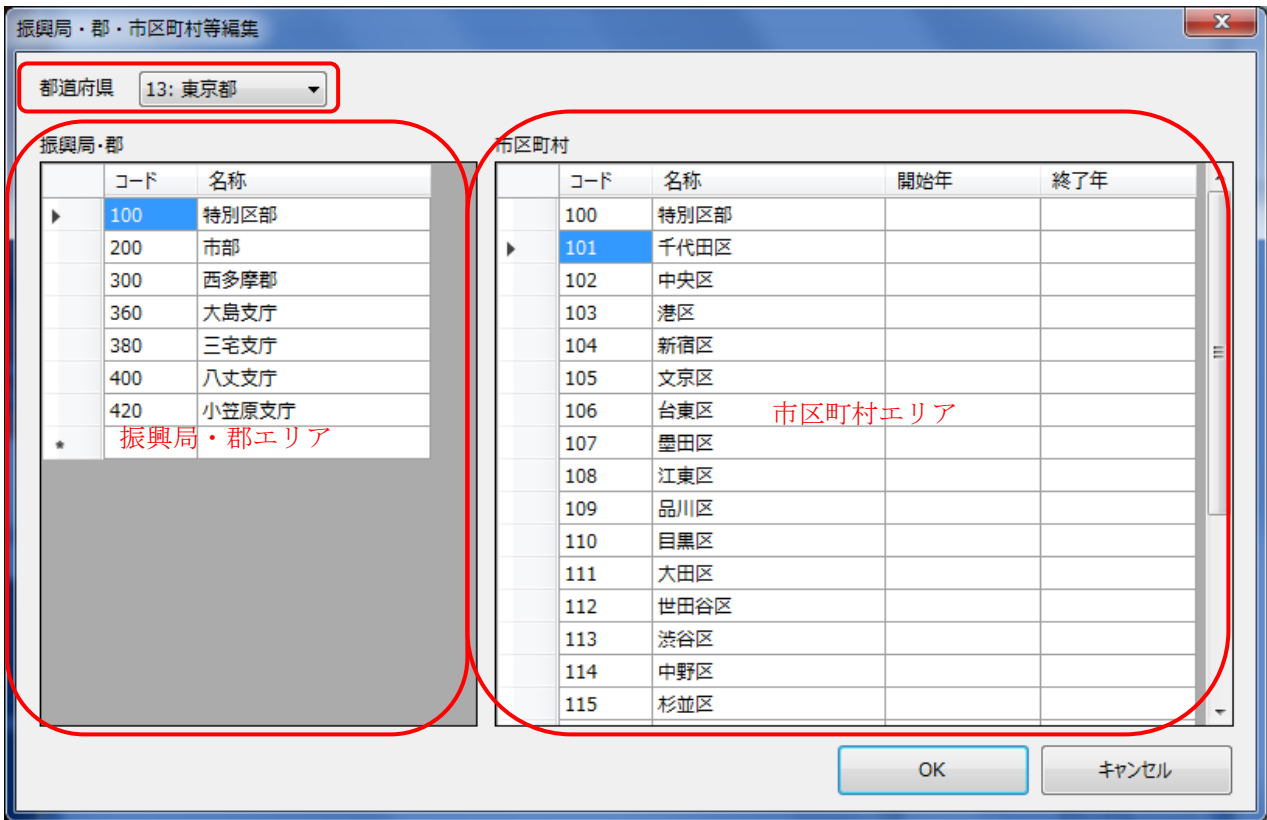 振興局・郡・市区町村等編集
都道府県 13: 東京都
振興局・郡
コード 名称
100 特別区部
200 市部
300 西多摩郡
360 大島支庁
380 三宅支庁
400 八丈支庁
420 小笠原支庁
振興局・郡エリア
市区町村
コード 名称 開始年 終了年
100 特別区部
101 千代田区
102 中央区
103 港区
104 新宿区
105 文京区
106 台東区
107 墨田区
108 江東区
109 品川区
110 目黒区
111 大田区
112 世田谷区
113 渋谷区
114 中野区
115 杉並区
市区町村エリア
OK キャンセル